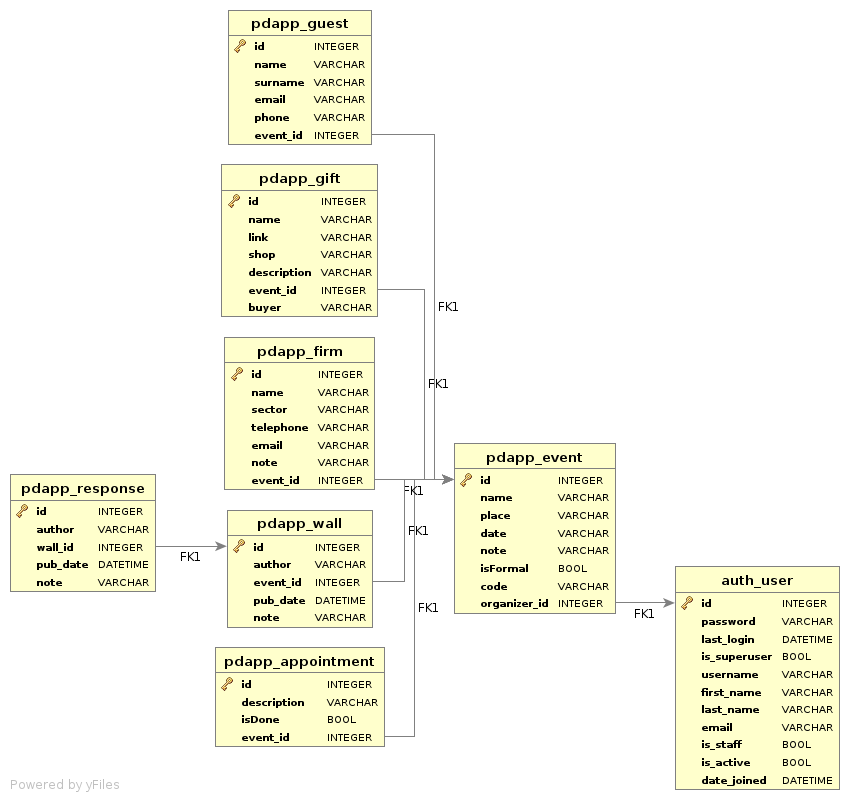 pdapp_guest
id INTEGER
name VARCHAR
surname VARCHAR
email VARCHAR
phone VARCHAR
event_id INTEGER
pdapp_gift
id INTEGER
name VARCHAR
link VARCHAR
shop VARCHAR
description VARCHAR
event_id INTEGER
buyer VARCHAR
FK1
pdapp_firm
id INTEGER
name VARCHAR
sector VARCHAR
telephone VARCHAR
email VARCHAR
note VARCHAR
event_id INTEGER
FK1
FK1
pdapp_event
id INTEGER
name VARCHAR
place VARCHAR
date VARCHAR
note VARCHAR
isFormal BOOL
code VARCHAR
organizer_id INTEGER
pdapp_response
id INTEGER
author VARCHAR
wall_id INTEGER
pub_date DATETIME
note VARCHAR
FK1
pdapp_wall
id INTEGER
author VARCHAR
event_id INTEGER
pub_date DATETIME
note VARCHAR
FK1
FK1
FK1
pdapp_appointment
id INTEGER
description VARCHAR
isDone BOOL
event_id INTEGER
auth_user
id INTEGER
password VARCHAR
last_login DATETIME
is_superuser BOOL
username VARCHAR
first_name VARCHAR
last_name VARCHAR
email VARCHAR
is_staff BOOL
is_active BOOL
date_joined DATETIME
Powered by yFiles